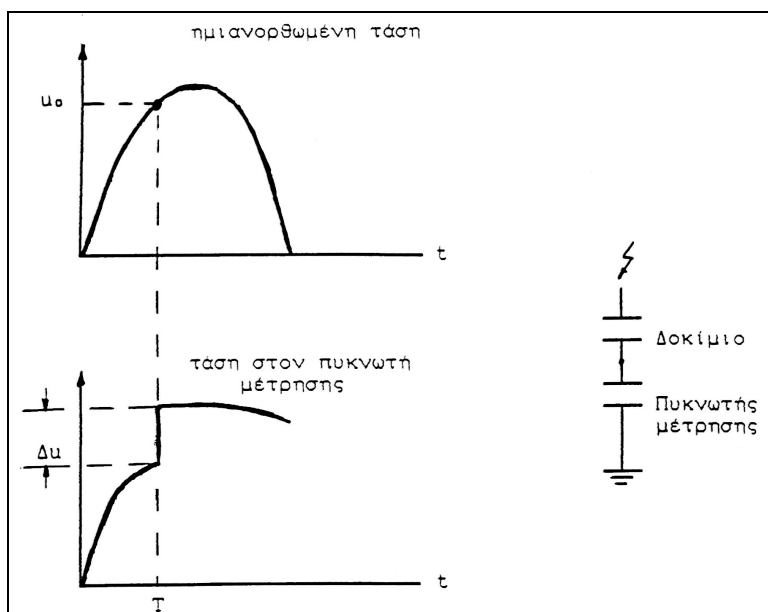 ημιανορθωμένη τάση
u₀
t
τάση στον πυκνωτή
μέτρησης
Δu
t
T
Δοκίμιο
Πυκνωτής
μέτρησης